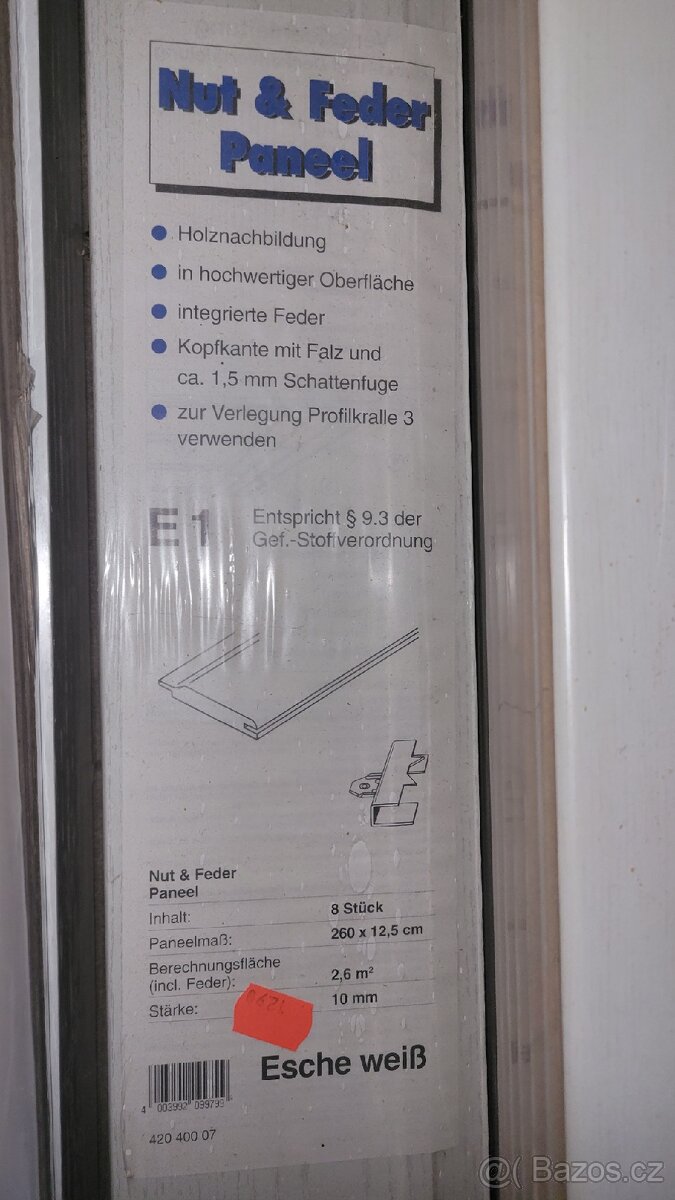 Nut & Feder
Paneel
Holznachbildung
in hochwertiger Oberfläche
integrierte Feder
Kopfkante mit Falz und
ca. 1,5 mm Schattenfuge
zur Verlegung Profilkralle 3
verwenden
E 1
Entspricht § 9.3 der
Gef.-Stoffverordnung
Nut & Feder
Paneel
Inhalt: 8 Stück
Paneelmaß: 260 x 12,5 cm
Berechnungsfläche
(incl. Feder): 2,6 m²
Stärke: 10 mm
Esche weiß
4 003992 099799
420 400 07
@( Bazos.cz